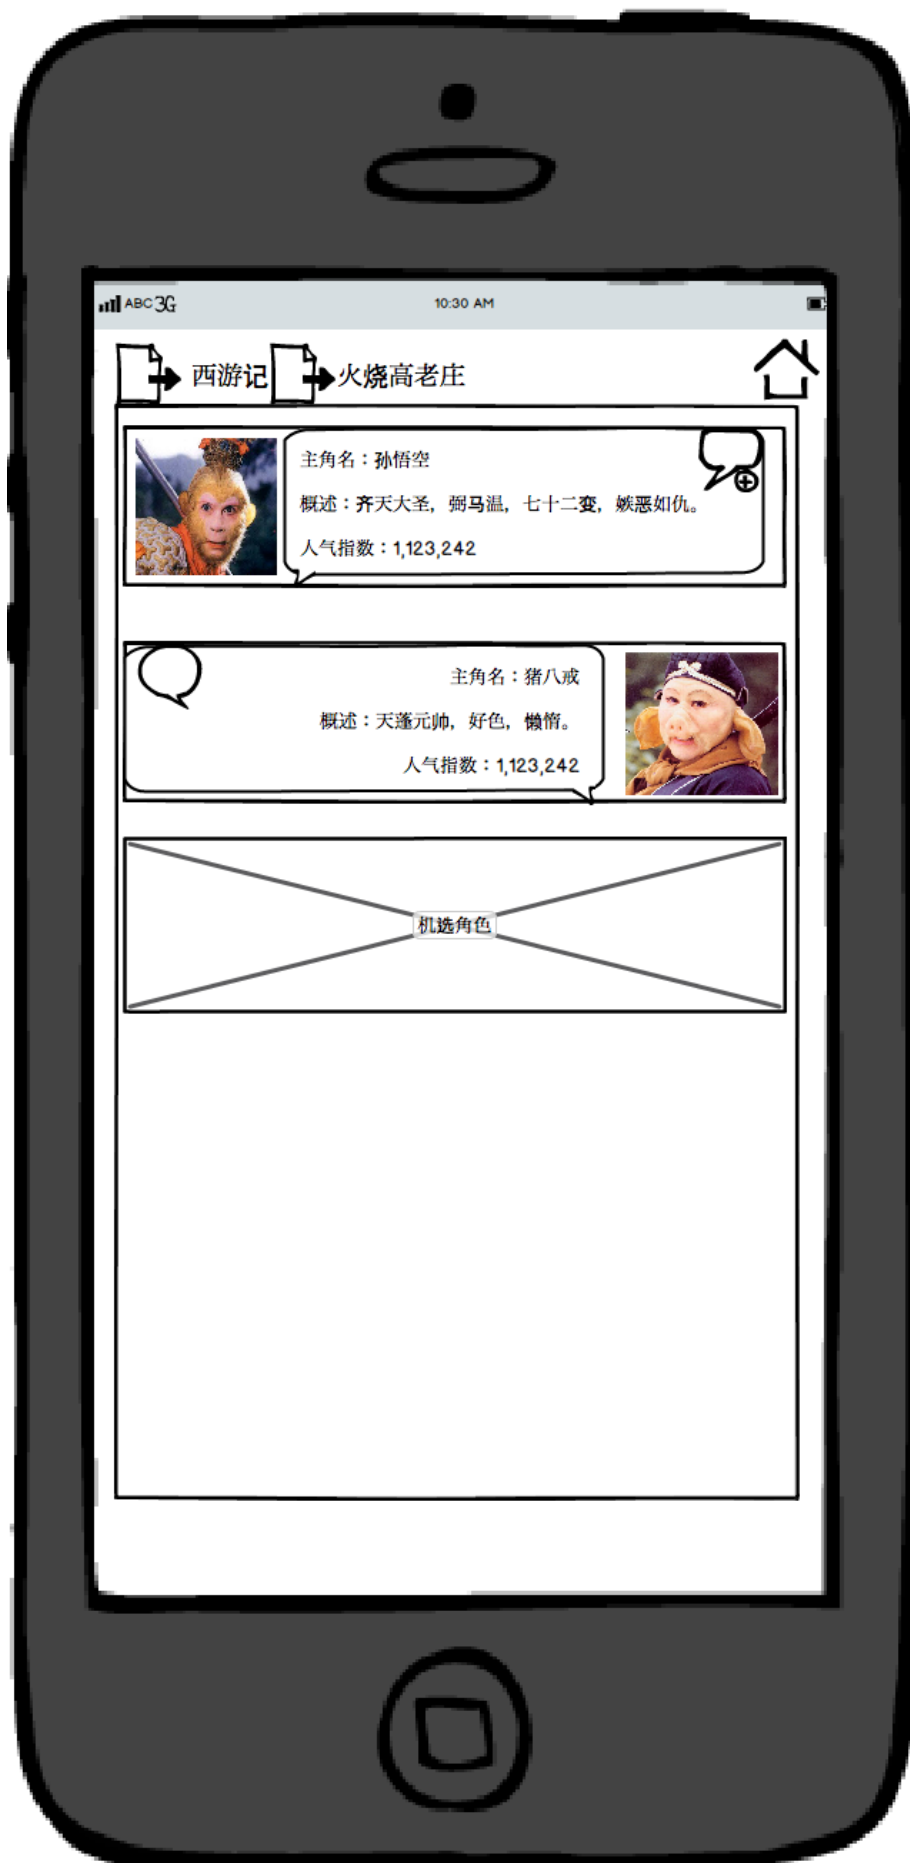 ABC 3G 10:30 AM
西游记 火烧高老庄
主角名：孙悟空
概述：齐天大圣，弼马温，七十二变，嫉恶如仇。
人气指数：1,123,242
主角名：猪八戒
概述：天蓬元帅，好色，懒惰。
人气指数：1,123,242
机选角色